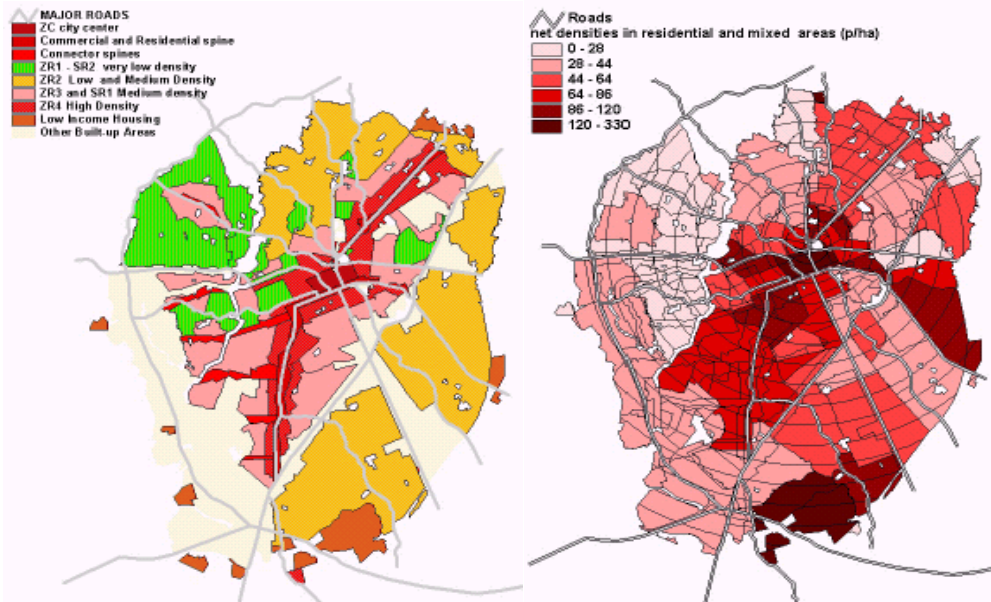 MAJOR ROADS
ZC city center
Commercial and Residential spine
Connector spines
ZR1 - SR2 very low density
ZR2 Low and Medium Density
ZR3 and SR1 Medium density
ZR4 High Density
Low Income Housing
Other Built-up Areas
Roads
net densities in residential and mixed areas (p/ha)
0 - 28
28 - 44
44 - 64
64 - 86
86 - 120
120 - 330